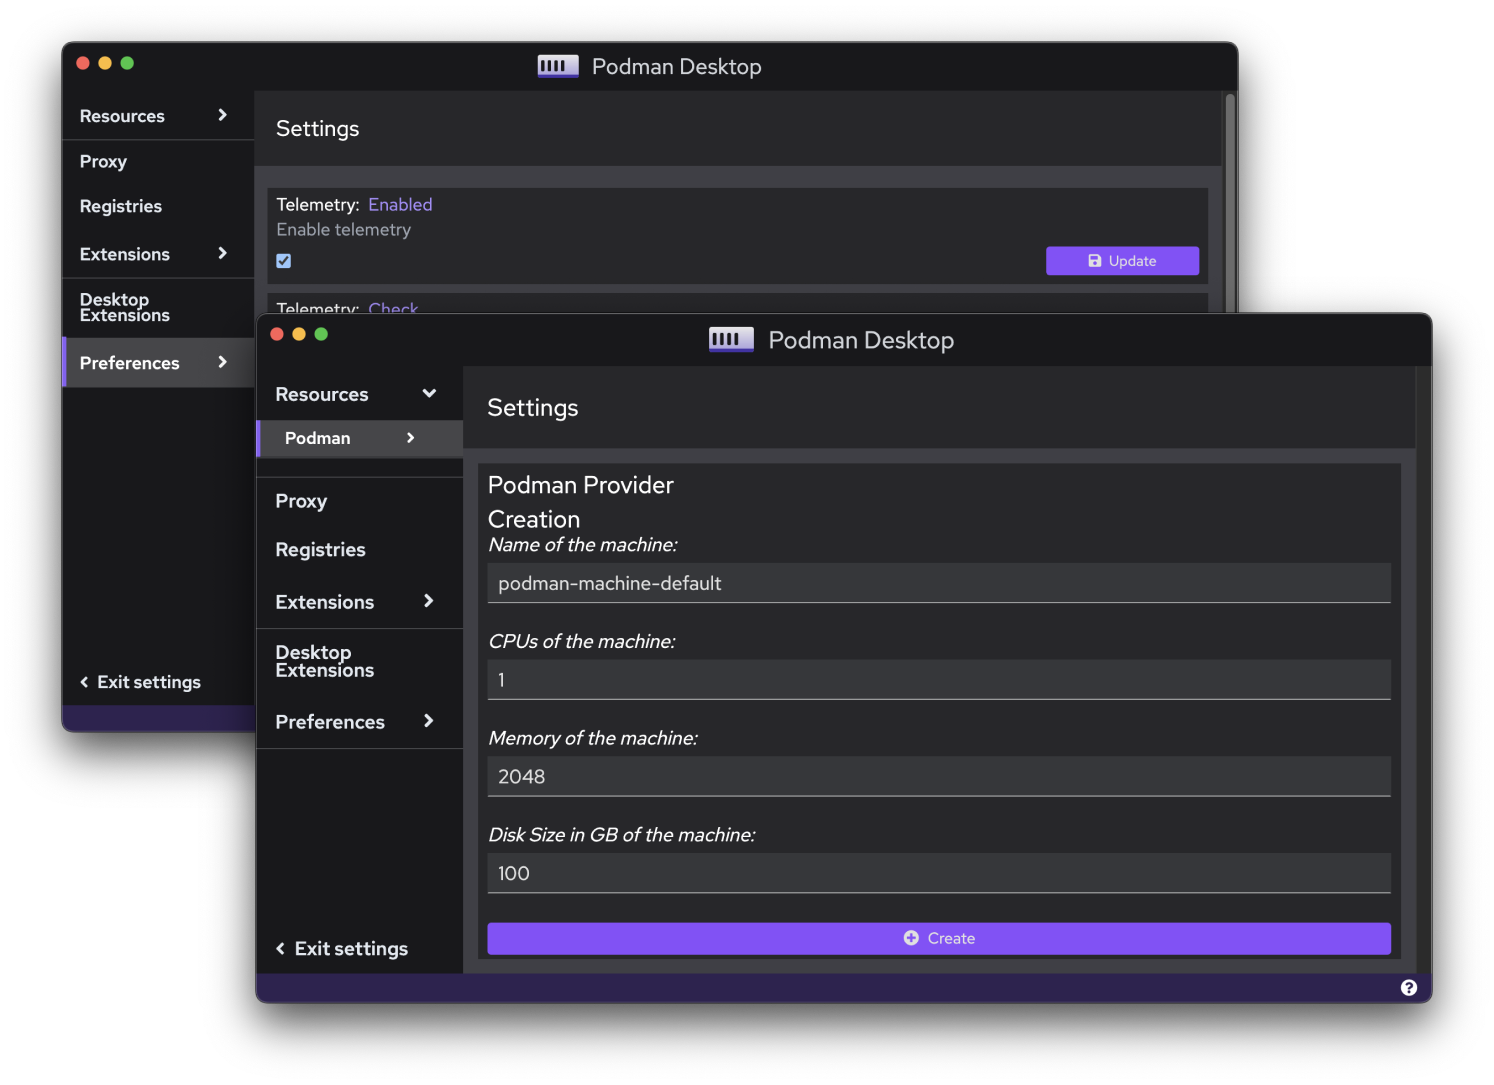 Podman Desktop
Resources
Proxy
Registries
Extensions
Desktop
Extensions
Preferences
Exit settings
Settings
Telemetry: Enabled
Enable telemetry
Update
Telemetry: Check
Podman Desktop
Resources
Podman
Proxy
Registries
Extensions
Desktop
Extensions
Preferences
Exit settings
Settings
Podman Provider
Creation
Name of the machine:
podman-machine-default
CPUs of the machine:
1
Memory of the machine:
2048
Disk Size in GB of the machine:
100
Create